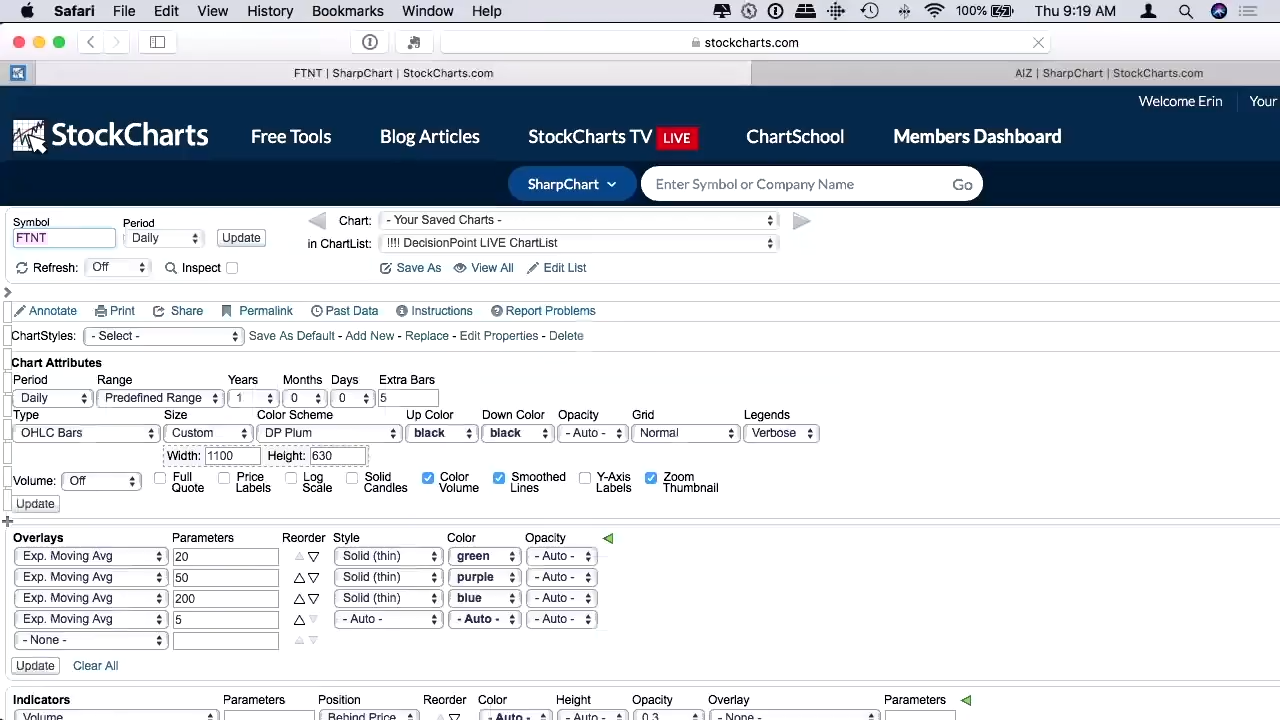 Safari File Edit View History Bookmarks Window Help 100% Thu 9:19 AM
stockcharts.com
FTNT | SharpChart | StockCharts.com AIZ | SharpChart | StockCharts.com
Welcome Erin Your
StockCharts Free Tools Blog Articles StockCharts TV LIVE ChartSchool Members Dashboard
SharpChart Enter Symbol or Company Name Go
Symbol Period Chart: - Your Saved Charts -
FTNT Daily Update in ChartList: !!!! DecisionPoint LIVE ChartList
Refresh: Off Inspect Save As View All Edit List
Annotate Print Share Permalink Past Data Instructions Report Problems
ChartStyles: - Select - Save As Default - Add New - Replace - Edit Properties - Delete
Chart Attributes
Period Range Years Months Days Extra Bars
Daily Predefined Range 1 0 0 5
Type Size Color Scheme Up Color Down Color Opacity Grid Legends
OHLC Bars Custom DP Plum black black - Auto - Normal Verbose
Width: 1100 Height: 630
Volume: Off Full Quote Price Labels Log Scale Solid Candles Color Volume Smoothed Lines Y-Axis Labels Zoom Thumbnail
Update
Overlays Parameters Reorder Style Color Opacity
Exp. Moving Avg 20 Solid (thin) green - Auto -
Exp. Moving Avg 50 Solid (thin) purple - Auto -
Exp. Moving Avg 200 Solid (thin) blue - Auto -
Exp. Moving Avg 5 - Auto - - Auto - - Auto -
- None -
Update Clear All
Indicators Parameters Position Reorder Color Height Opacity Overlay Parameters
Volume Behind Price - Auto - - Auto - 0.3 - None -